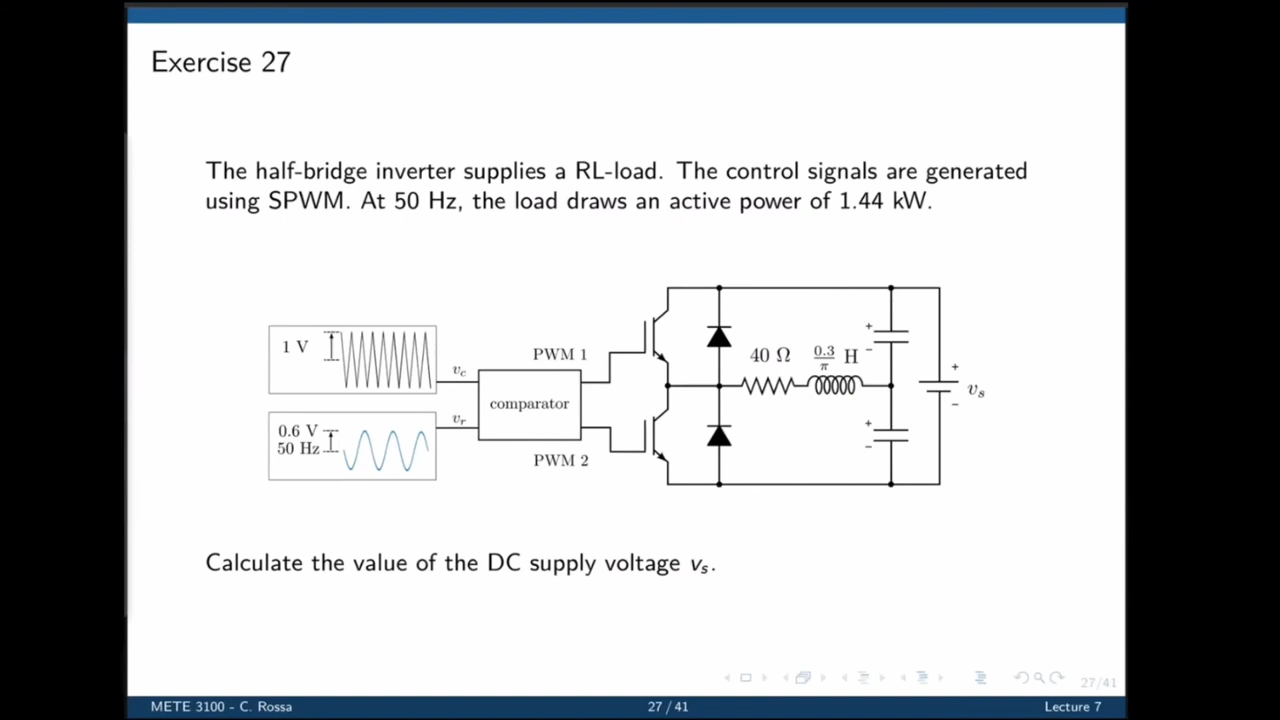 Exercise 27
The half-bridge inverter supplies a RL-load. The control signals are generated
using SPWM. At 50 Hz, the load draws an active power of 1.44 kW.
1 V
v_c
0.6 V
50 Hz
v_r
comparator
PWM 1
PWM 2
40 Ω
0.3/π H
+
−
+
−
+
v_s
−
Calculate the value of the DC supply voltage v_s.
27/41
METE 3100 - C. Rossa
27 / 41
Lecture 7